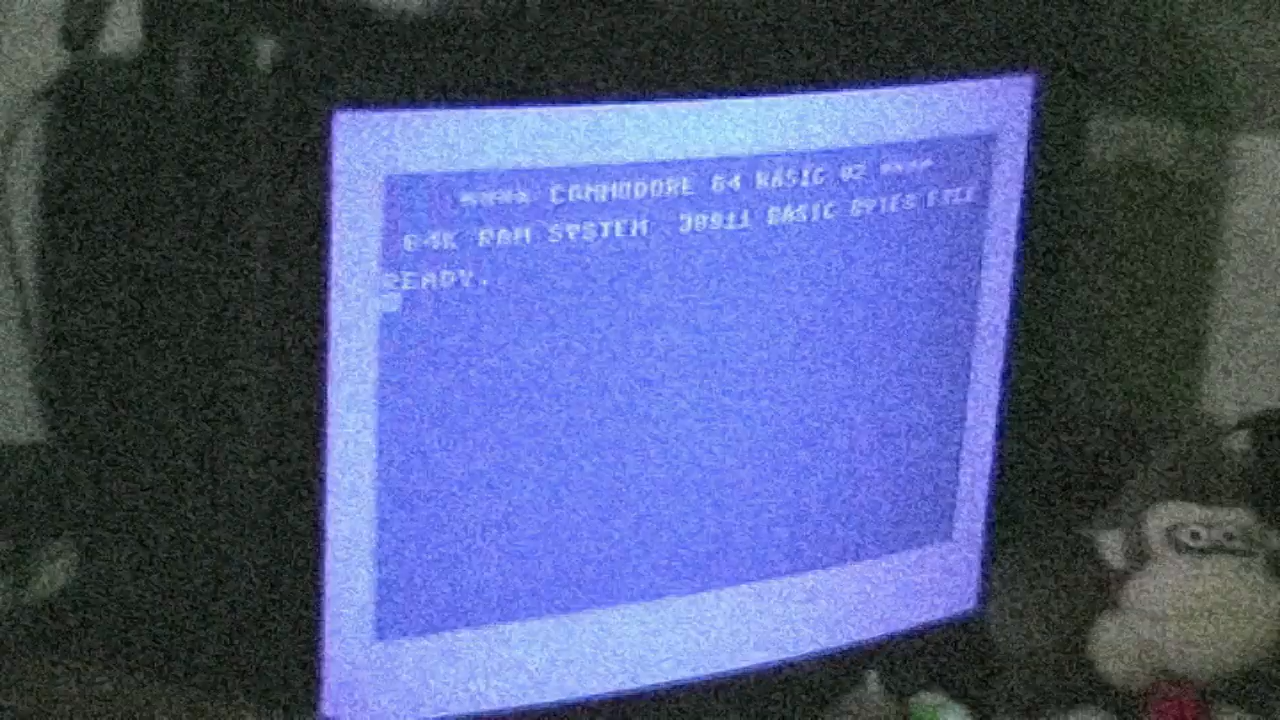 **** COMMODORE 64 BASIC V2 ****
64K RAM SYSTEM 38911 BASIC BYTES FREE
READY.